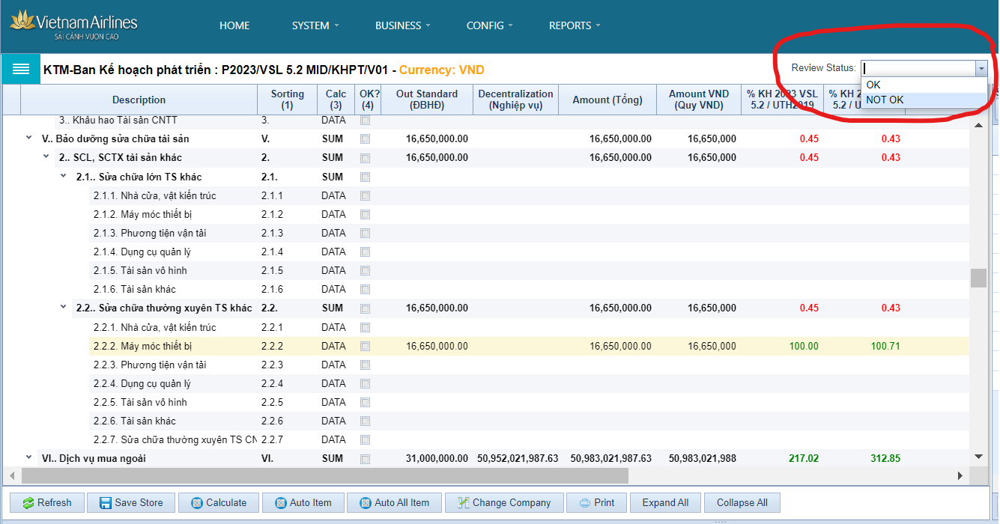 Vietnam Airlines
SẢI CÁNH VƯƠN CAO
HOME SYSTEM BUSINESS CONFIG REPORTS
KTM-Ban Kế hoạch phát triển : P2023/VSL 5.2 MID/KHPT/V01 - Currency: VND
Review Status:
OK
NOT OK
Description Sorting (1) Calc (3) OK? (4) Out Standard (ĐBHĐ) Decentralization (Nghiệp vụ) Amount (Tổng) Amount VND (Quy VND) % KH 2023 VSL 5.2 / UTH2019 % KH 2 5.2 / U
3.. Khấu hao Tài sản CNTT 3. DATA
V.. Bảo dưỡng sửa chữa tài sản V. SUM 16,650,000.00 16,650,000.00 16,650,000 0.45 0.43
2.. SCL, SCTX tài sản khác 2. SUM 16,650,000.00 16,650,000.00 16,650,000 0.45 0.43
2.1.. Sửa chữa lớn TS khác 2.1. SUM
2.1.1. Nhà cửa, vật kiến trúc 2.1.1 DATA
2.1.2. Máy móc thiết bị 2.1.2 DATA
2.1.3. Phương tiện vận tải 2.1.3 DATA
2.1.4. Dụng cụ quản lý 2.1.4 DATA
2.1.5. Tài sản vô hình 2.1.5 DATA
2.1.6. Tài sản khác 2.1.6 DATA
2.2.. Sửa chữa thường xuyên TS khác 2.2. SUM 16,650,000.00 16,650,000.00 16,650,000 0.45 0.43
2.2.1. Nhà cửa, vật kiến trúc 2.2.1 DATA
2.2.2. Máy móc thiết bị 2.2.2 DATA 16,650,000.00 16,650,000.00 16,650,000 100.00 100.71
2.2.3. Phương tiện vận tải 2.2.3 DATA
2.2.4. Dụng cụ quản lý 2.2.4 DATA
2.2.5. Tài sản vô hình 2.2.5 DATA
2.2.6. Tài sản khác 2.2.6 DATA
2.2.7. Sửa chữa thường xuyên TS CN 2.2.7 DATA
VI.. Dịch vụ mua ngoài VI. SUM 31,000,000.00 50,952,021,987.63 50,983,021,987.63 50,983,021,988 217.02 312.85
Refresh Save Store Calculate Auto Item Auto All Item Change Company Print Expand All Collapse All